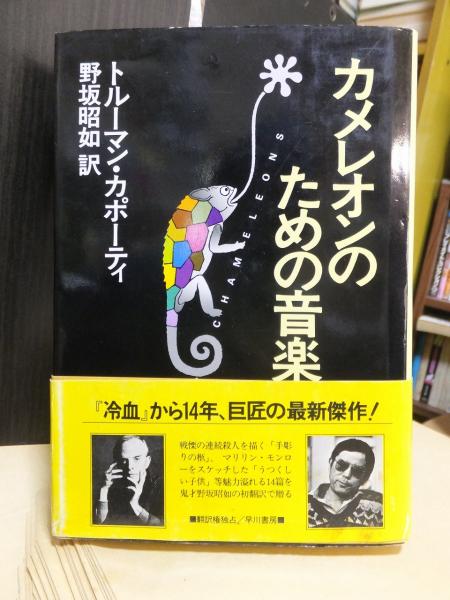 カメレオンの
ための音楽
トルーマン・カポーティ
野坂昭如 訳
CHAMELEONS
『冷血』から14年、巨匠の最新傑作!
戦慄の連続殺人を描く「手彫
りの柩」、マリリン・モンロ
ーをスケッチした「うつくし
い子供」等魅力溢れる14篇を
鬼才野坂昭如の初翻訳で贈る
■翻訳権独占/早川書房■